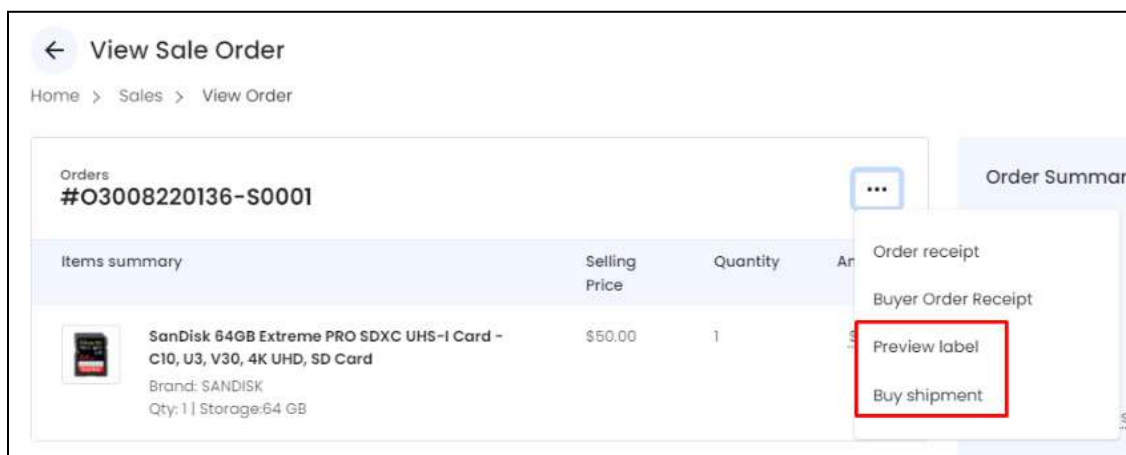 ← View Sale Order
Home > Sales > View Order
Orders
#O3008220136-S0001
...
Order Summar
Items summary
Selling
Price
Quantity
Order receipt
Buyer Order Receipt
Preview label
Buy shipment
SanDisk 64GB Extreme PRO SDXC UHS-I Card -
C10, U3, V30, 4K UHD, SD Card
Brand: SANDISK
Qty: 1 | Storage:64 GB
$50.00
1